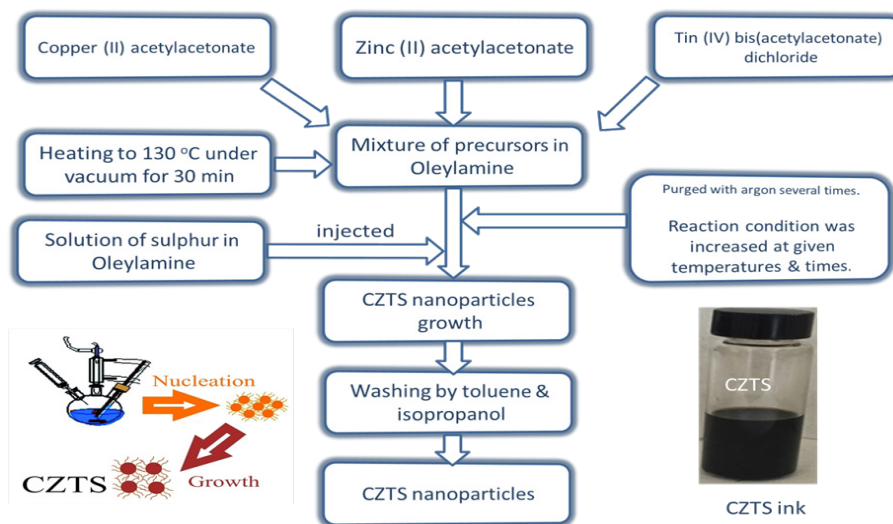 Copper (II) acetylacetonate
Zinc (II) acetylacetonate
Tin (IV) bis(acetylacetonate)
dichloride
Heating to 130 °C under
vacuum for 30 min
Mixture of precursors in
Oleylamine
Purged with argon several times.
Reaction condition was
increased at given
temperatures & times.
Solution of sulphur in
Oleylamine
injected
CZTS nanoparticles
growth
Nucleation
CZTS
Growth
Washing by toluene &
isopropanol
CZTS nanoparticles
CZTS
CZTS ink